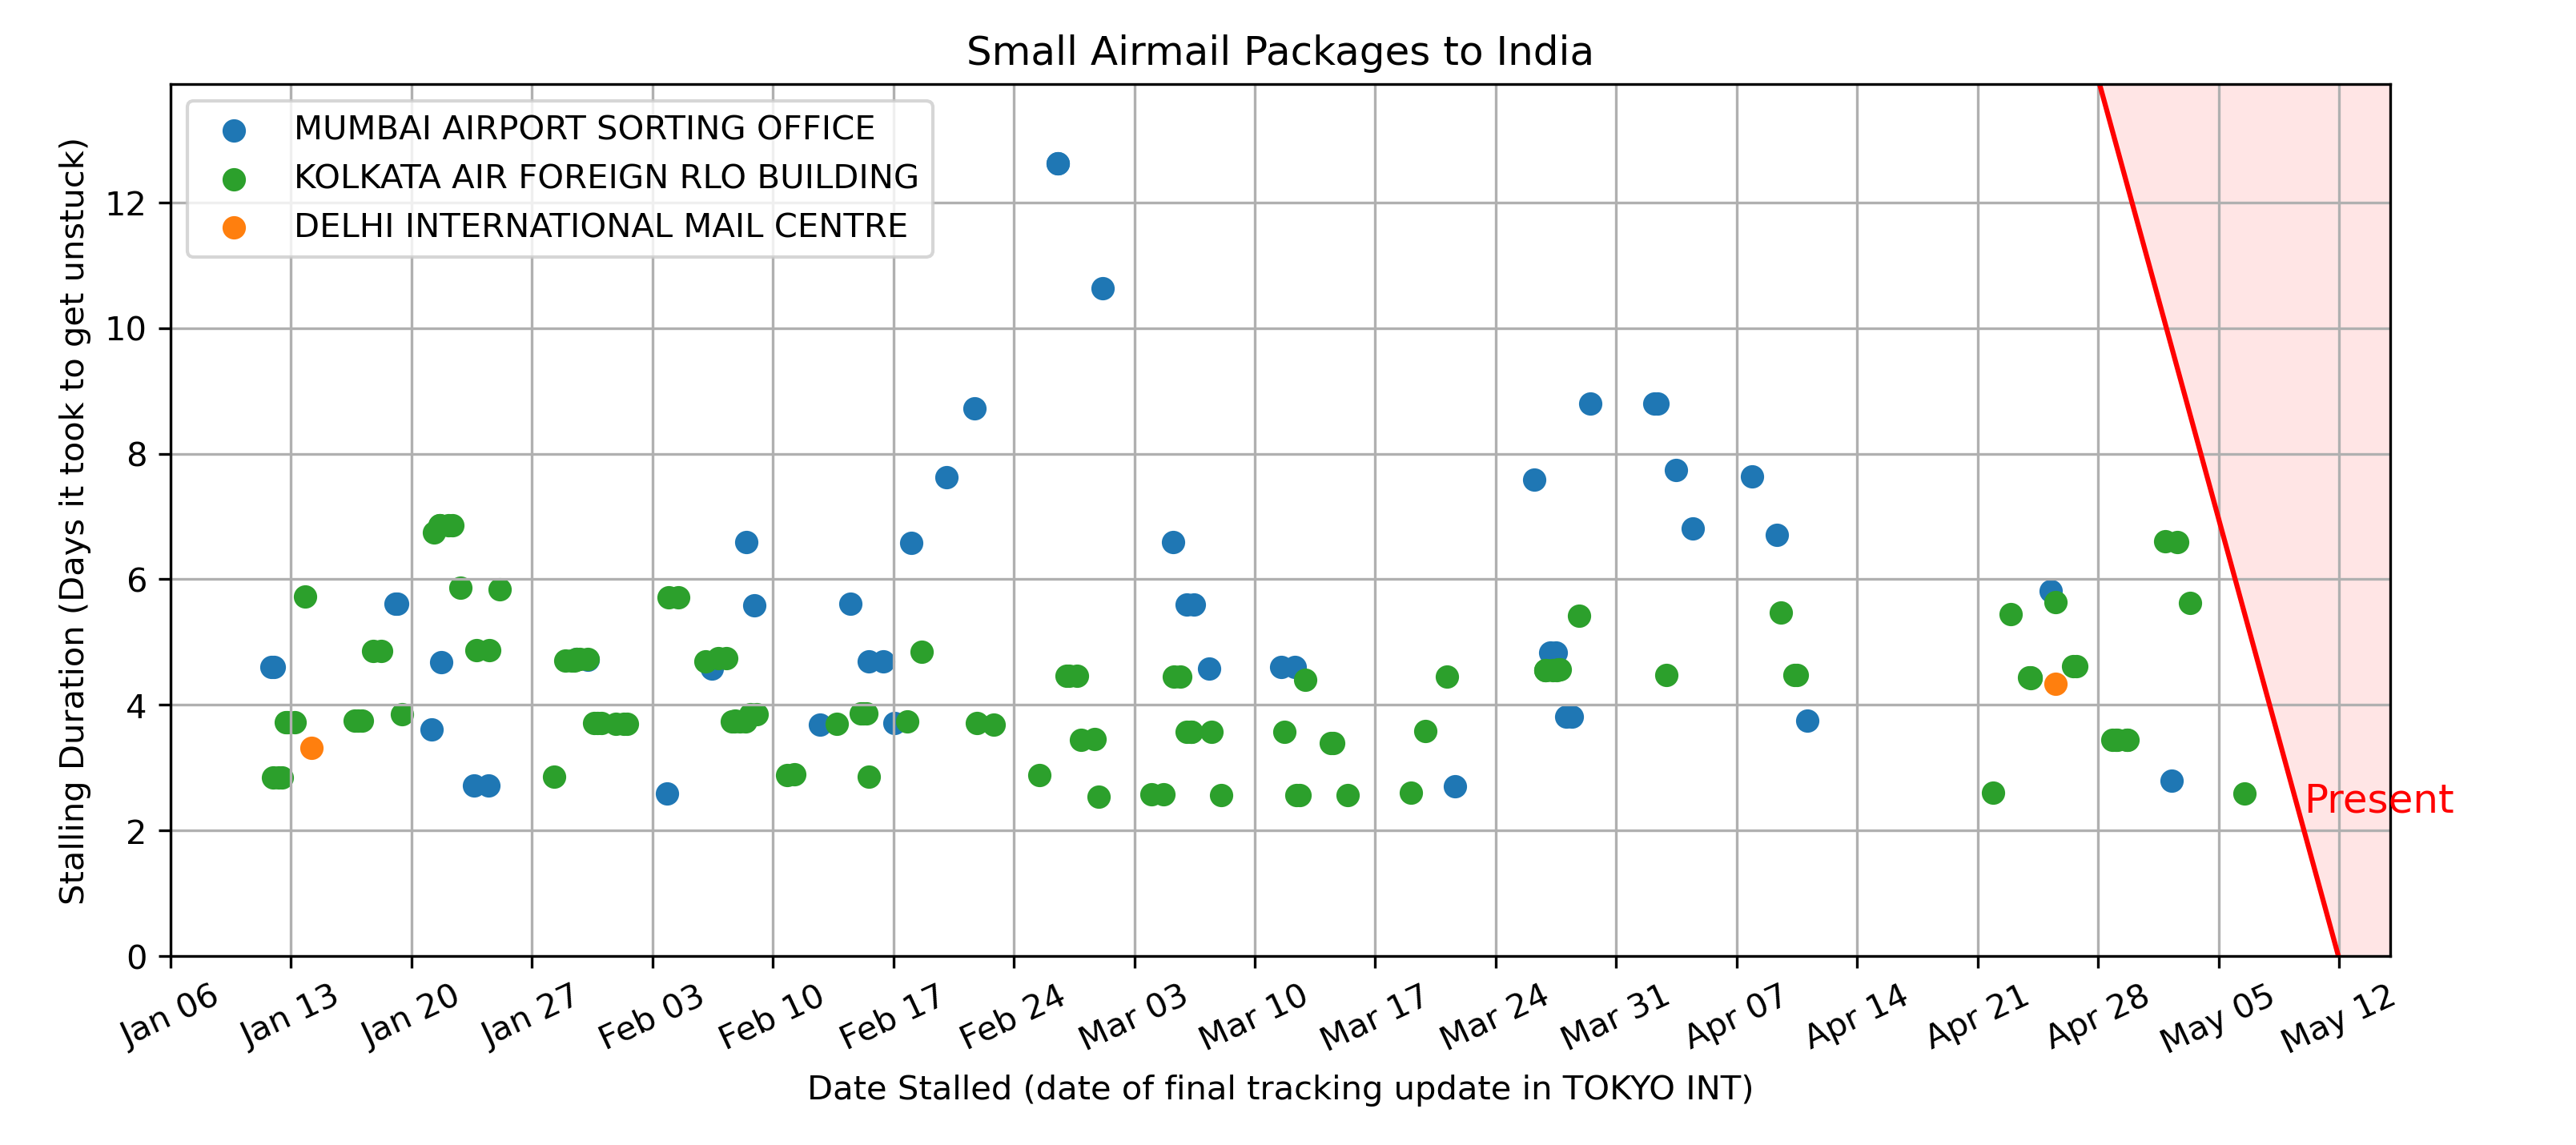 Small Airmail Packages to India
MUMBAI AIRPORT SORTING OFFICE
KOLKATA AIR FOREIGN RLO BUILDING
DELHI INTERNATIONAL MAIL CENTRE
Stalling Duration (Days it took to get unstuck)
12
10
8
6
4
2
0
Present
Jan 06 Jan 13 Jan 20 Jan 27 Feb 03 Feb 10 Feb 17 Feb 24 Mar 03 Mar 10 Mar 17 Mar 24 Mar 31 Apr 07 Apr 14 Apr 21 Apr 28 May 05 May 12
Date Stalled (date of final tracking update in TOKYO INT)